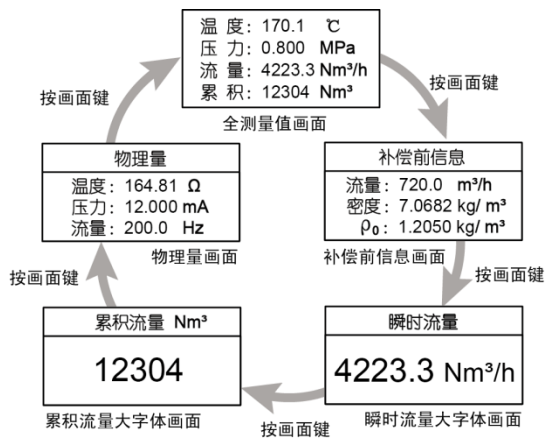 温 度：170.1 ℃
压 力：0.800 MPa
流 量：4223.3 Nm³/h
累 积：12304 Nm³
全测量值画面
按画面键
按画面键
物理量
温度：164.81 Ω
压力：12.000 mA
流量：200.0 Hz
物理量画面
补偿前信息
流量：720.0 m³/h
密度：7.0682 kg/ m³
ρ₀：1.2050 kg/ m³
补偿前信息画面
按画面键
按画面键
累积流量 Nm³
12304
累积流量大字体画面
瞬时流量
4223.3 Nm³/h
瞬时流量大字体画面
按画面键